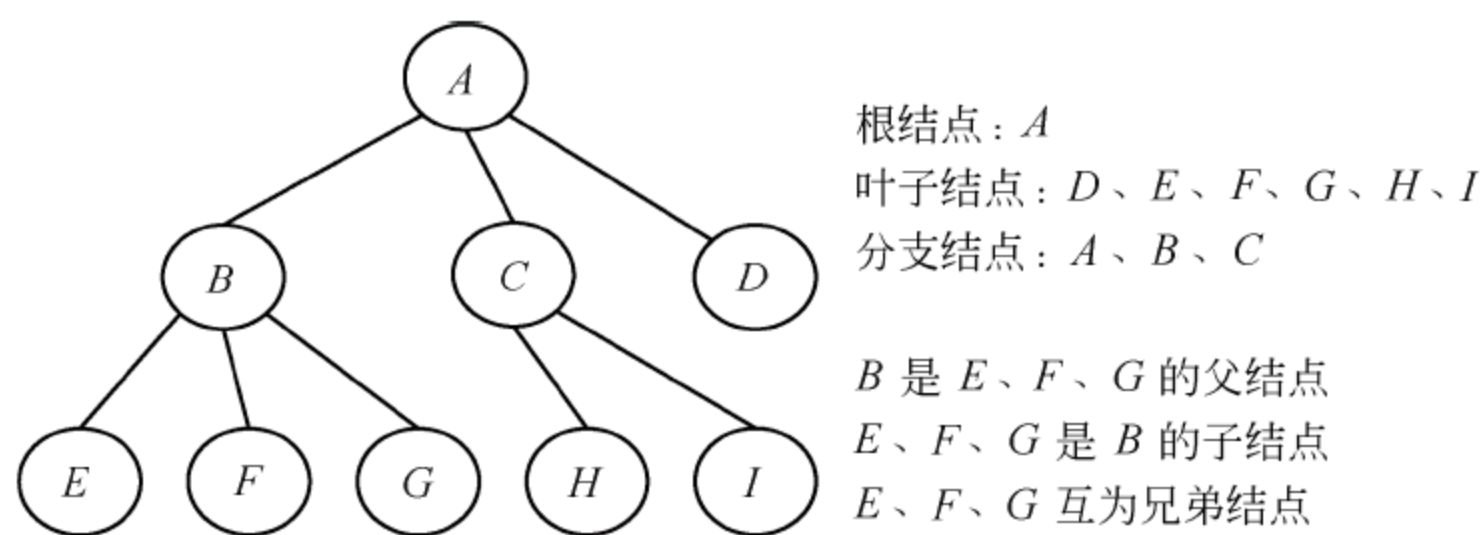 A
B
C
D
E
F
G
H
I
根结点：A
叶子结点：D、E、F、G、H、I
分支结点：A、B、C
B 是 E、F、G 的父结点
E、F、G 是 B 的子结点
E、F、G 互为兄弟结点